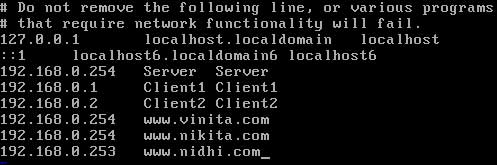 # Do not remove the following line, or various programs
# that require network functionality will fail.
127.0.0.1 localhost.localdomain localhost
::1 localhost6.localdomain6 localhost6
192.168.0.254 Server Server
192.168.0.1 Client1 Client1
192.168.0.2 Client2 Client2
192.168.0.254 www.vinita.com
192.168.0.254 www.nikita.com
192.168.0.253 www.nidhi.com_